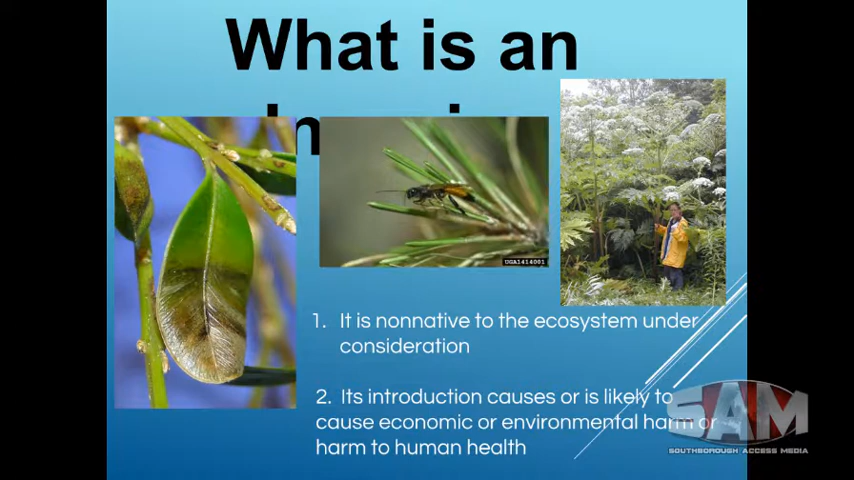 What is an
UGA1414001
1. It is nonnative to the ecosystem under
consideration
2. Its introduction causes or is likely to
cause economic or environmental harm or
harm to human health
SAM
SOUTHBOROUGH ACCESS MEDIA